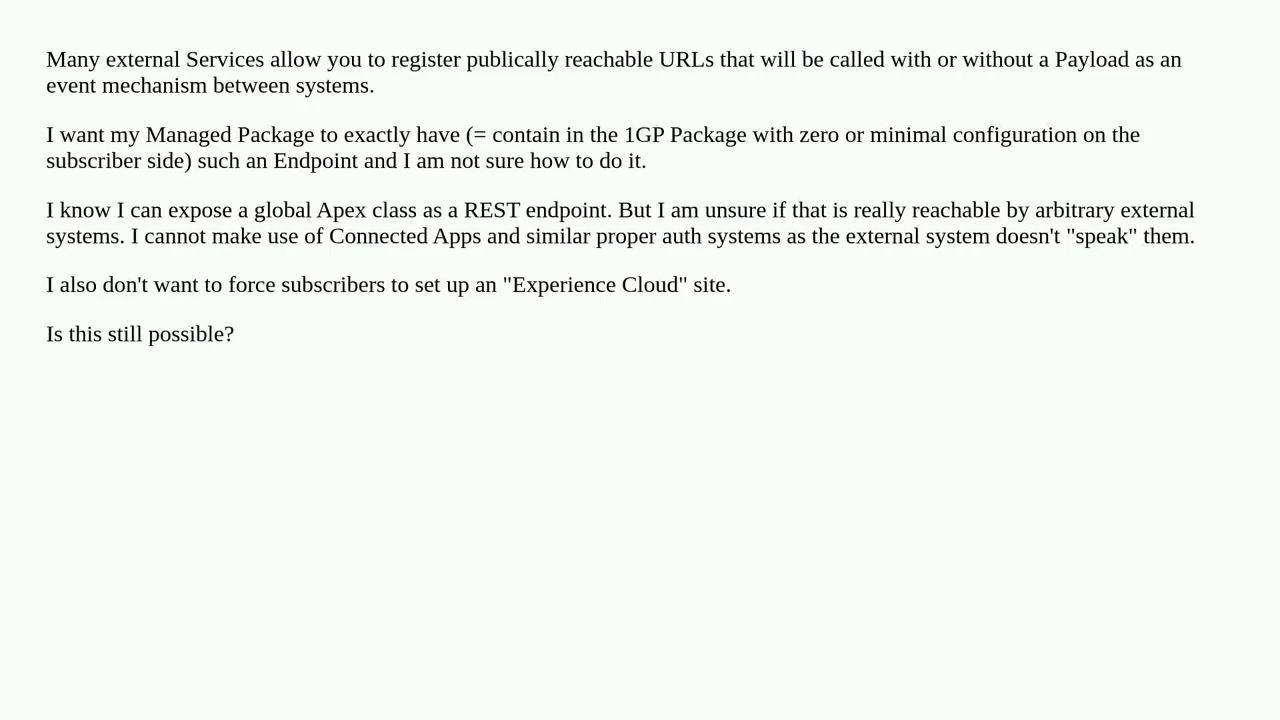 Many external Services allow you to register publically reachable URLs that will be called with or without a Payload as an
event mechanism between systems.
I want my Managed Package to exactly have (= contain in the 1GP Package with zero or minimal configuration on the
subscriber side) such an Endpoint and I am not sure how to do it.
I know I can expose a global Apex class as a REST endpoint. But I am unsure if that is really reachable by arbitrary external
systems. I cannot make use of Connected Apps and similar proper auth systems as the external system doesn't "speak" them.
I also don't want to force subscribers to set up an "Experience Cloud" site.
Is this still possible?